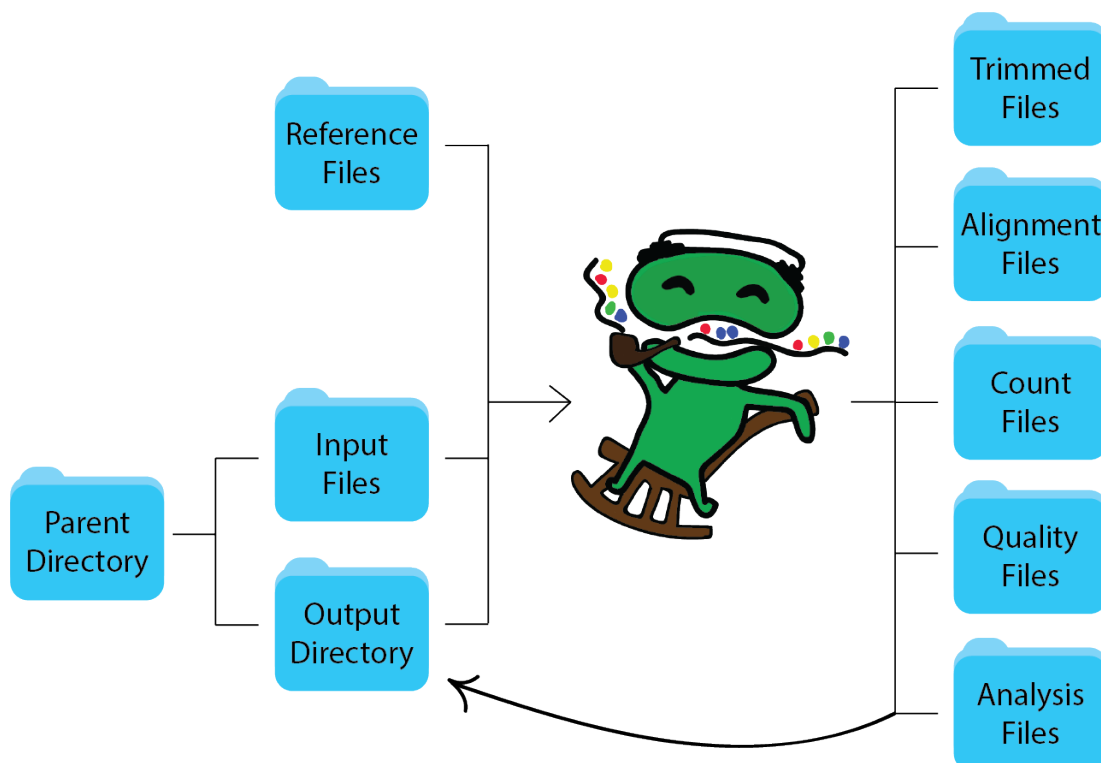 Reference
Files
Input
Files
Parent
Directory
Output
Directory
Trimmed
Files
Alignment
Files
Count
Files
Quality
Files
Analysis
Files